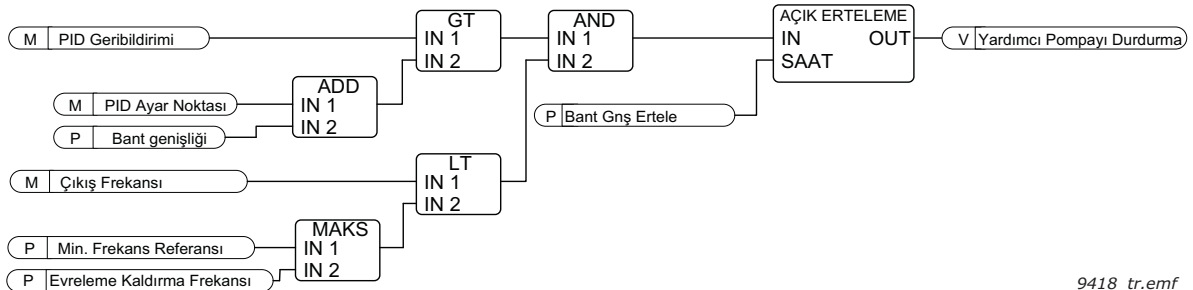 M PID Geribildirimi
GT
IN 1
IN 2
AND
IN 1
IN 2
AÇIK ERTELEME
IN OUT
SAAT
V Yardımcı Pompayı Durdurma
M PID Ayar Noktası
P Bant genişliği
ADD
IN 1
IN 2
P Bant Gnş Ertele
M Çıkış Frekansı
LT
IN 1
IN 2
P Min. Frekans Referansı
P Evreleme Kaldırma Frekansı
MAKS
IN 1
IN 2
9418_tr.emf